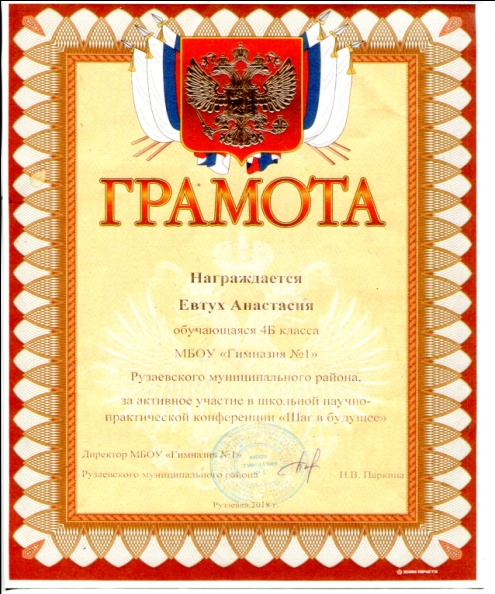 ГРАМОТА
Награждается
Евтух Анастасия
обучающаяся 4Б класса
МБОУ «Гимназия №1»
Рузаевского муниципального района,
за активное участие в школьной научно-
практической конференции «Шаг в будущее»
Директор МБОУ «Гимназия №1»
Рузаевского муниципального района Н.В. Паркина
Рузаевка 2018 г.